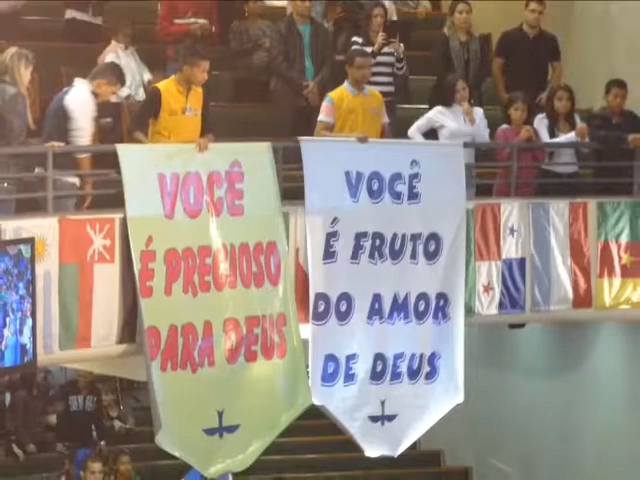 VOCÊ
É PRECIOSO
PARA DEUS
VOCÊ
É FRUTO
DO AMOR
DE DEUS